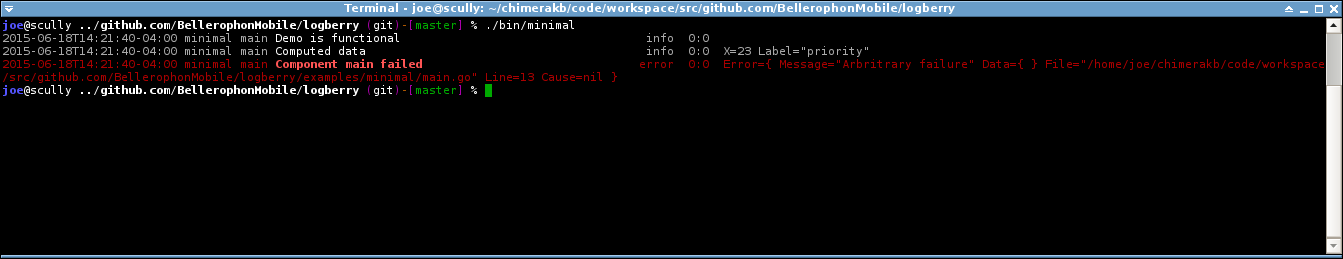 Terminal - joe@scully: ~/chimerakb/code/workspace/src/github.com/BellerophonMobile/logberry
joe@scully ../github.com/BellerophonMobile/logberry (git)-[master] % ./bin/minimal
2015-06-18T14:21:40-04:00 minimal main Demo is functional info 0:0
2015-06-18T14:21:40-04:00 minimal main Computed data info 0:0 X=23 Label="priority"
2015-06-18T14:21:40-04:00 minimal main Component main failed error 0:0 Error={ Message="Arbritrary failure" Data={ } File="/home/joe/chimerakb/code/workspace
/src/github.com/BellerophonMobile/logberry/examples/minimal/main.go" Line=19 Cause=nil }
joe@scully ../github.com/BellerophonMobile/logberry (git)-[master] %